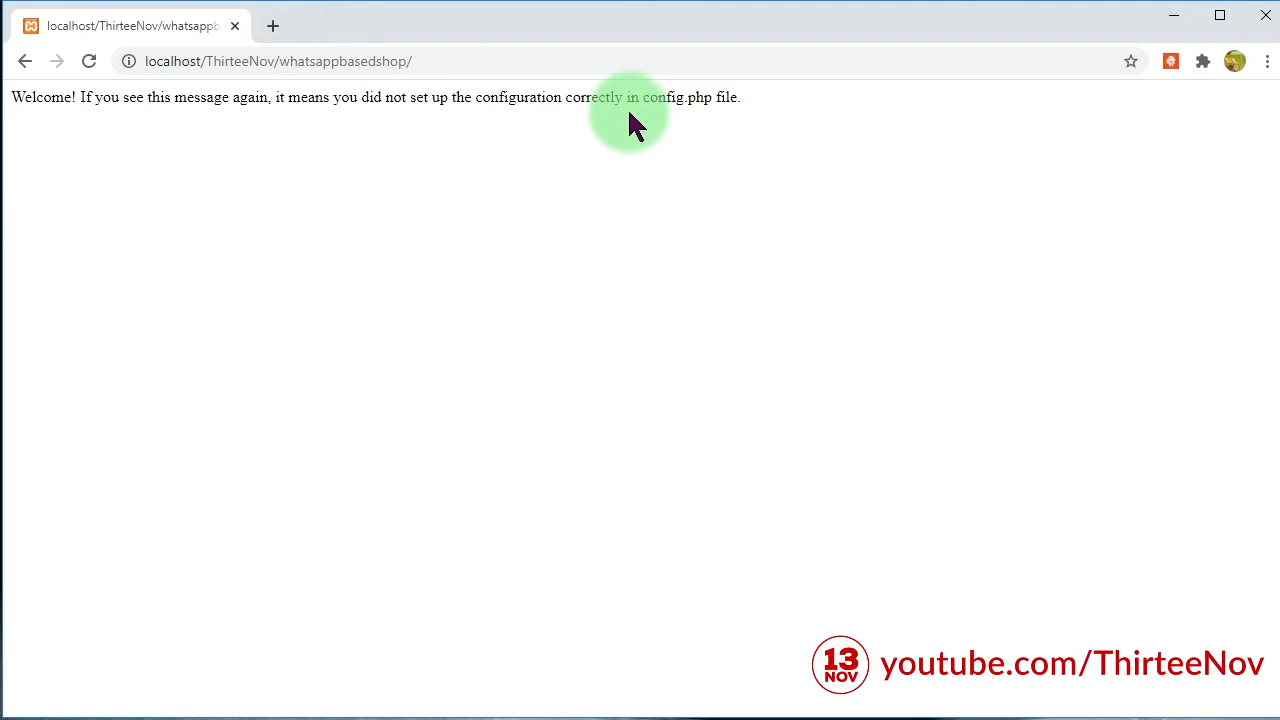 localhost/ThirteeNov/whatsappb
localhost/ThirteeNov/whatsappbasedshop/
Welcome! If you see this message again, it means you did not set up the configuration correctly in config.php file.
13
NOV
youtube.com/ThirteeNov